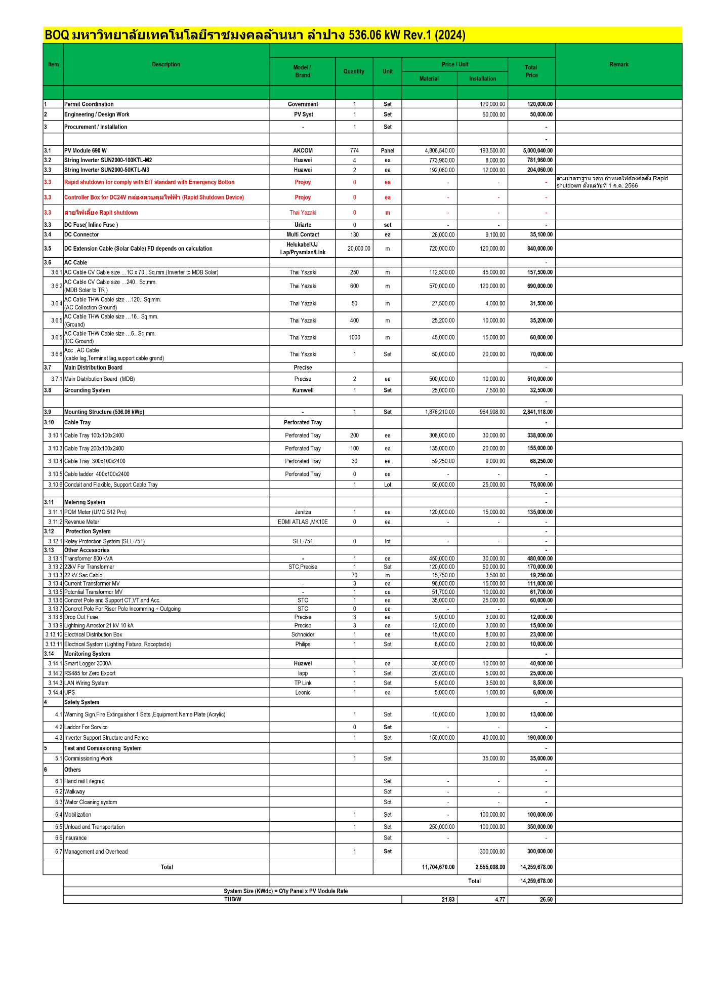 BOQ มหาวิทยาลัยเทคโนโลยีราชมงคลล้านนา ลำปาง 536.06 kW Rev.1 (2024)
Item Description Model / Brand Quantity Unit Price / Unit Total Price Remark
Material Installation
1 Permit Coordination Government 1 Set 120,000.00 120,000.00
2 Engineering / Design Work PV Syst 1 Set 50,000.00 50,000.00
3 Procurement / Installation - 1 Set -
-
3.1 PV Module 690 W AKCOM 774 Panel 4,806,540.00 193,500.00 5,000,040.00
3.2 String Inverter SUN2000-100KTL-M2 Huawei 4 ea 773,960.00 8,000.00 781,960.00
3.3 String Inverter SUN2000-50KTL-M3 Huawei 2 ea 192,060.00 12,000.00 204,060.00
3.3 Rapid shutdown for comply with EIT standard with Emergency Botton Projoy 0 ea - - - ตามมาตราฐาน วศท.กำหนดให้ต้องติดตั้ง Rapid
shutdown ตั้งแต่วันที่ 1 ก.ค. 2566
3.3 Controller Box for DC24V กล่องควบคุมไฟฟ้า (Rapid Shutdown Device) Projoy 0 ea - - -
3.3 สายไฟเลี้ยง Rapit shutdown Thai Yazaki 0 m - - -
3.3 DC Fuse( Inline Fuse ) Uriarte 0 set - - -
3.4 DC Connector Multi Contact 130 ea 26,000.00 9,100.00 35,100.00
3.5 DC Extension Cable (Solar Cable) FD depends on calculation Helukabel/JJ Lap/Prysmian/Link 20,000.00 m 720,000.00 120,000.00 840,000.00
3.6 AC Cable -
3.6.1 AC Cable CV Cable size …1C x 70.. Sq.mm.(Inverter to MDB Solar) Thai Yazaki 250 m 112,500.00 45,000.00 157,500.00
3.6.2 AC Cable CV Cable size …240.. Sq.mm.
(MDB Solar to TR ) Thai Yazaki 600 m 570,000.00 120,000.00 690,000.00
3.6.4 AC Cable THW Cable size …120.. Sq.mm.
(AC Collection Ground) Thai Yazaki 50 m 27,500.00 4,000.00 31,500.00
3.6.5 AC Cable THW Cable size …16.. Sq.mm.
(Ground) Thai Yazaki 400 m 25,200.00 10,000.00 35,200.00
3.6.5 AC Cable THW Cable size …6.. Sq.mm.
(DC Ground) Thai Yazaki 1000 m 45,000.00 15,000.00 60,000.00
3.6.6 Acc . AC Cable
(cable lag,Terminat lag,support cable grend) Thai Yazaki 1 Set 50,000.00 20,000.00 70,000.00
3.7 Main Distribution Board Precise -
3.7.1 Main Distribution Board (MDB) Precise 2 ea 500,000.00 10,000.00 510,000.00
3.8 Grounding System Kumwell 1 Set 25,000.00 7,500.00 32,500.00
-
3.9 Mounting Structure (536.06 kWp) - 1 Set 1,876,210.00 964,908.00 2,841,118.00
3.10 Cable Tray Perforated Tray -
3.10.1 Cable Tray 100x100x2400 Perforated Tray 200 ea 308,000.00 30,000.00 338,000.00
3.10.3 Cable Tray 200x100x2400 Perforated Tray 100 ea 135,000.00 20,000.00 155,000.00
3.10.4 Cable Tray 300x100x2400 Perforated Tray 30 ea 59,250.00 9,000.00 68,250.00
3.10.5 Cable ladder 400x100x2400 Perforated Tray 0 ea - - -
3.10.6 Conduit and Flaxible, Support Cable Tray 1 Lot 50,000.00 25,000.00 75,000.00
-
3.11 Metering System -
3.11.1 PQM Meter (UMG 512 Pro) Janitza 1 ea 120,000.00 15,000.00 135,000.00
3.11.2 Revenue Meter EDMI ATLAS ,MK10E 0 ea - - -
3.12 Protection System -
3.12.1 Relay Protection System (SEL-751) SEL-751 0 lot - - -
3.13 Other Accessories -
3.13.1 Transformer 800 kVA - 1 ea 450,000.00 30,000.00 480,000.00
3.13.2 22kV For Transformer STC,Precise 1 Set 120,000.00 50,000.00 170,000.00
3.13.3 22 kV Sac Cable 70 m 15,750.00 3,500.00 19,250.00
3.13.4 Current Transformer MV - 3 ea 96,000.00 15,000.00 111,000.00
3.13.5 Potential Transformer MV - 1 ea 51,700.00 10,000.00 61,700.00
3.13.6 Concret Pole and Support CT,VT and Acc. STC 1 ea 35,000.00 25,000.00 60,000.00
3.13.7 Concret Pole For Riser Pole Incomming + Outgoing STC 0 ea - - -
3.13.8 Drop Out Fuse Precise 3 ea 9,000.00 3,000.00 12,000.00
3.13.9 Lightning Arrester 21 kV 10 kA Precise 3 ea 12,000.00 3,000.00 15,000.00
3.13.10 Electrical Distribution Box Schneider 1 ea 15,000.00 8,000.00 23,000.00
3.13.11 Electrical System (Lighting Fixture, Receptacle) Philips 1 Set 8,000.00 2,000.00 10,000.00
3.14 Monitoring System -
3.14.1 Smart Logger 3000A Huawei 1 ea 30,000.00 10,000.00 40,000.00
3.14.2 RS485 for Zero Export lapp 1 Set 20,000.00 5,000.00 25,000.00
3.14.3 LAN Wiring System TP Link 1 Set 5,000.00 3,500.00 8,500.00
3.14.4 UPS Leonic 1 ea 5,000.00 1,000.00 6,000.00
4 Safety System -
4.1 Warning Sign,Fire Extinguisher 1 Sets ,Equipment Name Plate (Acrylic) 1 Set 10,000.00 3,000.00 13,000.00
4.2 Ladder For Service 0 Set - - -
4.3 Inverter Support Structure and Fence 1 Set 150,000.00 40,000.00 190,000.00
5 Test and Comissioning System -
5.1 Commissioning Work 1 Set 35,000.00 35,000.00
6 Others -
6.1 Hand rail Lifegrad Set - - -
6.2 Walkway Set - - -
6.3 Water Cleaning system Set - - -
6.4 Mobilization 1 Set - 100,000.00 100,000.00
6.5 Unload and Transportation 1 Set 250,000.00 100,000.00 350,000.00
6.6 Insurance Set - -
6.7 Management and Overhead 1 Set 300,000.00 300,000.00
Total 11,704,670.00 2,555,008.00 14,259,678.00
Total 14,259,678.00
System Size (KWdc) = Q'ty Panel x PV Module Rate
THB/W 21.83 4.77 26.60